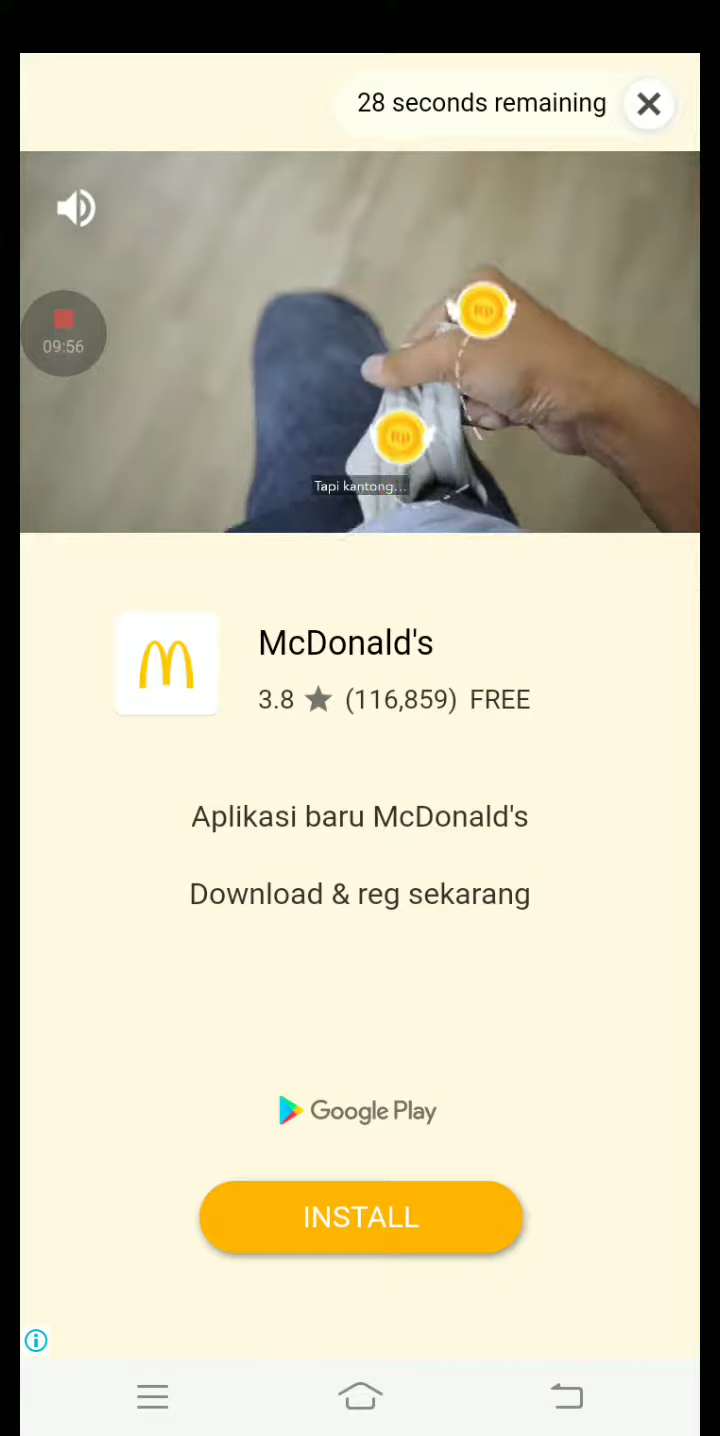 28 seconds remaining
09:56
Rp
Rp
Tapi kantong...
McDonald's
3.8 ★ (116,859) FREE
Aplikasi baru McDonald's
Download & reg sekarang
Google Play
INSTALL